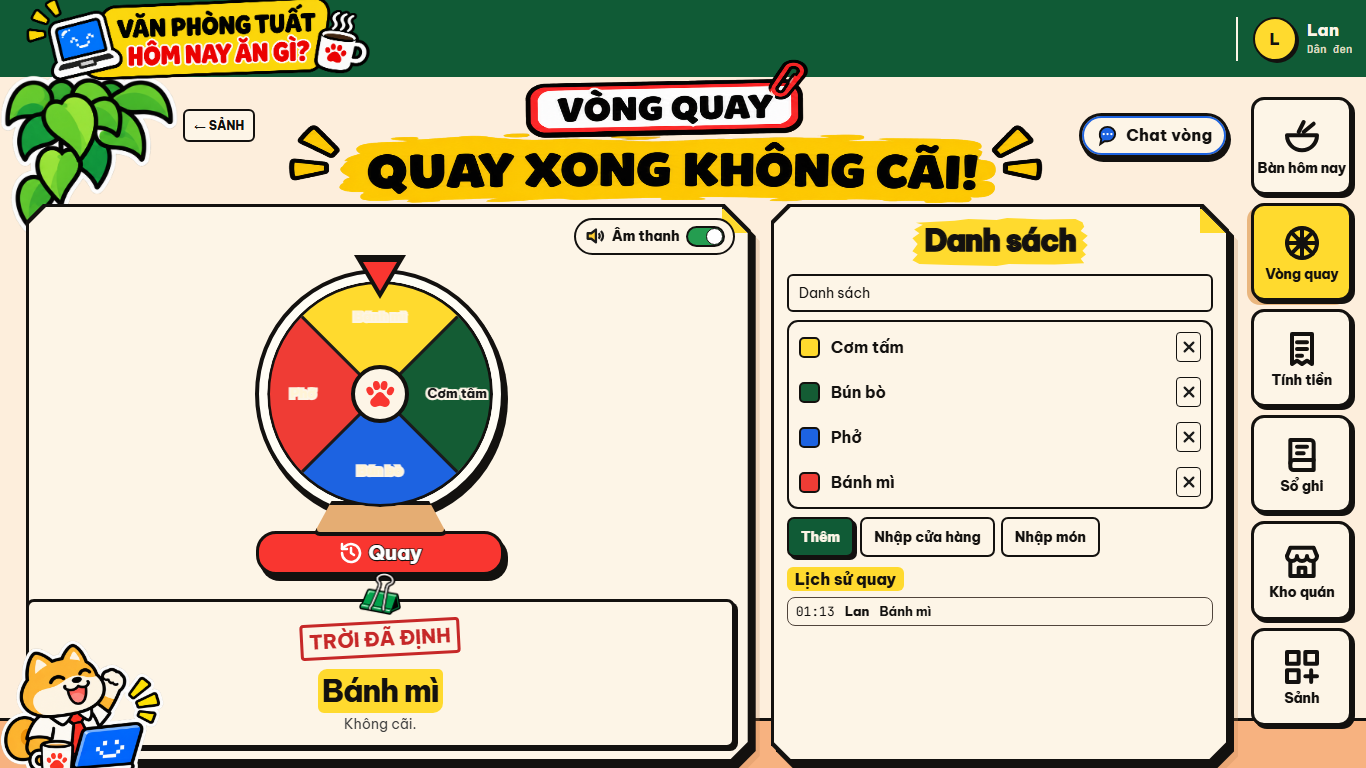 VĂN PHÒNG TUẤT
HÔM NAY ĂN GÌ?
L
Lan
Dân đen
← SẢNH
VÒNG QUAY
QUAY XONG KHÔNG CÃI!
Chat vòng
Âm thanh
Cơm tấm
Quay
TRỜI ĐÃ ĐỊNH
Bánh mì
Không cãi.
Danh sách
Danh sách
Cơm tấm
Bún bò
Phở
Bánh mì
Thêm
Nhập cửa hàng
Nhập món
Lịch sử quay
01:13 Lan Bánh mì
Bàn hôm nay
Vòng quay
Tính tiền
Sổ ghi
Kho quán
Sảnh